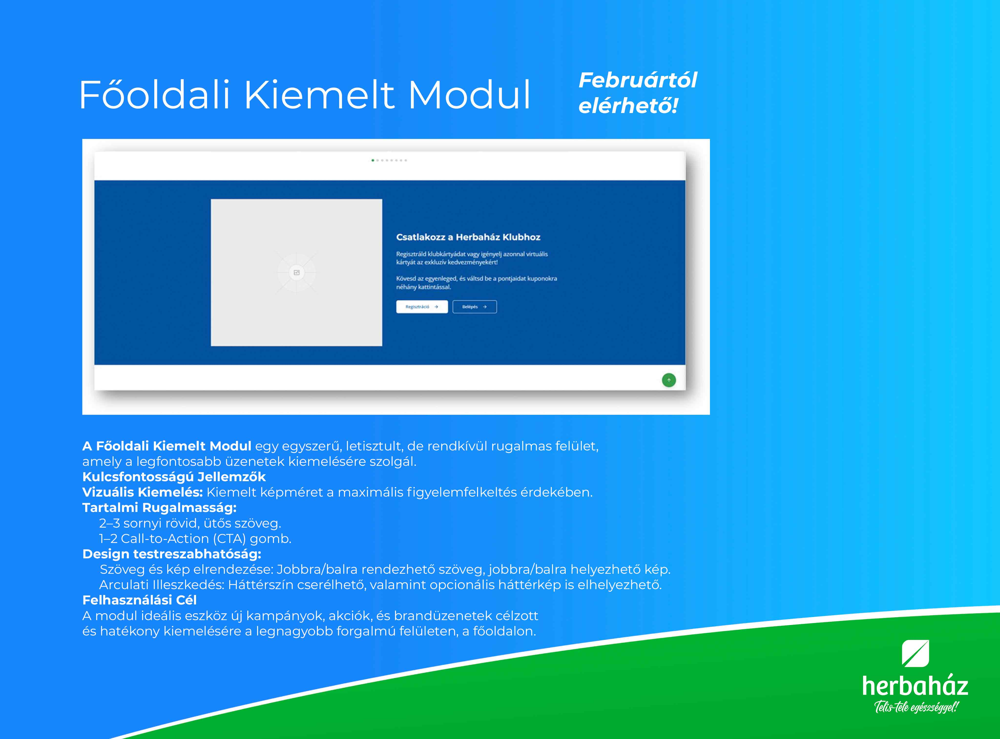 Főoldali Kiemelt Modul
Februártól
elérhető!
Csatlakozz a Herbaház Klubhoz
Regisztráld klubkártyádat vagy igényelj azonnal virtuális
kártyát az exkluzív kedvezményekért!
Kövesd az egyenleged, és váltsd be a pontjaidat kuponokra
néhány kattintással.
Regisztráció →
Belépés →
A Főoldali Kiemelt Modul egy egyszerű, letisztult, de rendkívül rugalmas felület,
amely a legfontosabb üzenetek kiemelésére szolgál.
Kulcsfontosságú Jellemzők
Vizuális Kiemelés: Kiemelt képméret a maximális figyelemfelkeltés érdekében.
Tartalmi Rugalmasság:
2–3 sornyi rövid, ütős szöveg.
1–2 Call-to-Action (CTA) gomb.
Design testreszabhatóság:
Szöveg és kép elrendezése: Jobbra/balra rendezhető szöveg, jobbra/balra helyezhető kép.
Arculati Illeszkedés: Háttérszín cserélhető, valamint opcionális háttérkép is elhelyezhető.
Felhasználási Cél
A modul ideális eszköz új kampányok, akciók, és brandüzenetek célzott
és hatékony kiemelésére a legnagyobb forgalmú felületen, a főoldalon.
herbaház
Telis-tele egészséggel!